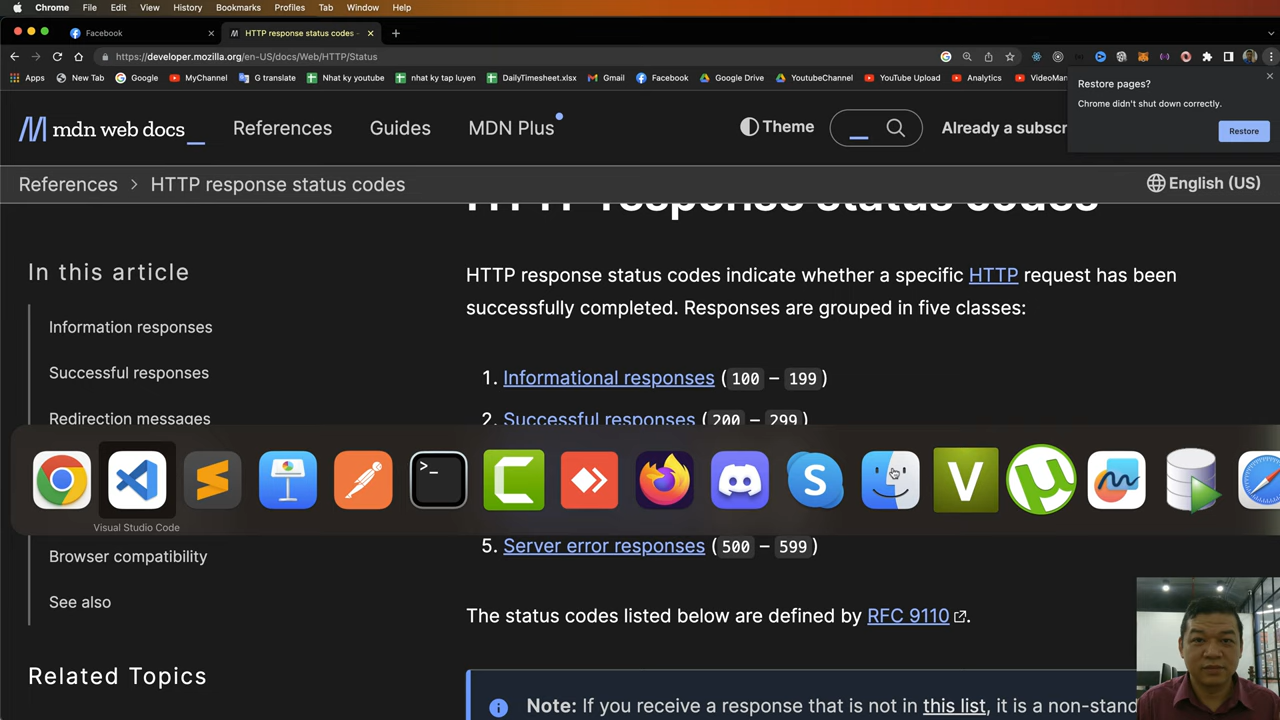 Chrome File Edit View History Bookmarks Profiles Tab Window Help
Facebook × HTTP response status codes - × +
https://developer.mozilla.org/en-US/docs/Web/HTTP/Status
Apps New Tab Google MyChannel G translate Nhat ky youtube nhat ky tap luyen DailyTimesheet.xlsx Gmail Facebook Google Drive YoutubeChannel YouTube Upload Analytics VideoMan
Restore pages?
Chrome didn't shut down correctly.
Restore
mdn web docs_ References Guides MDN Plus Theme Already a subscr
References > HTTP response status codes English (US)
HTTP response status codes
In this article
HTTP response status codes indicate whether a specific HTTP request has been
successfully completed. Responses are grouped in five classes:
Information responses
Successful responses
Redirection messages
1. Informational responses (100 – 199)
2. Successful responses (200 – 299)
Visual Studio Code
5. Server error responses (500 – 599)
Browser compatibility
See also
The status codes listed below are defined by RFC 9110.
Related Topics
Note: If you receive a response that is not in this list, it is a non-stand